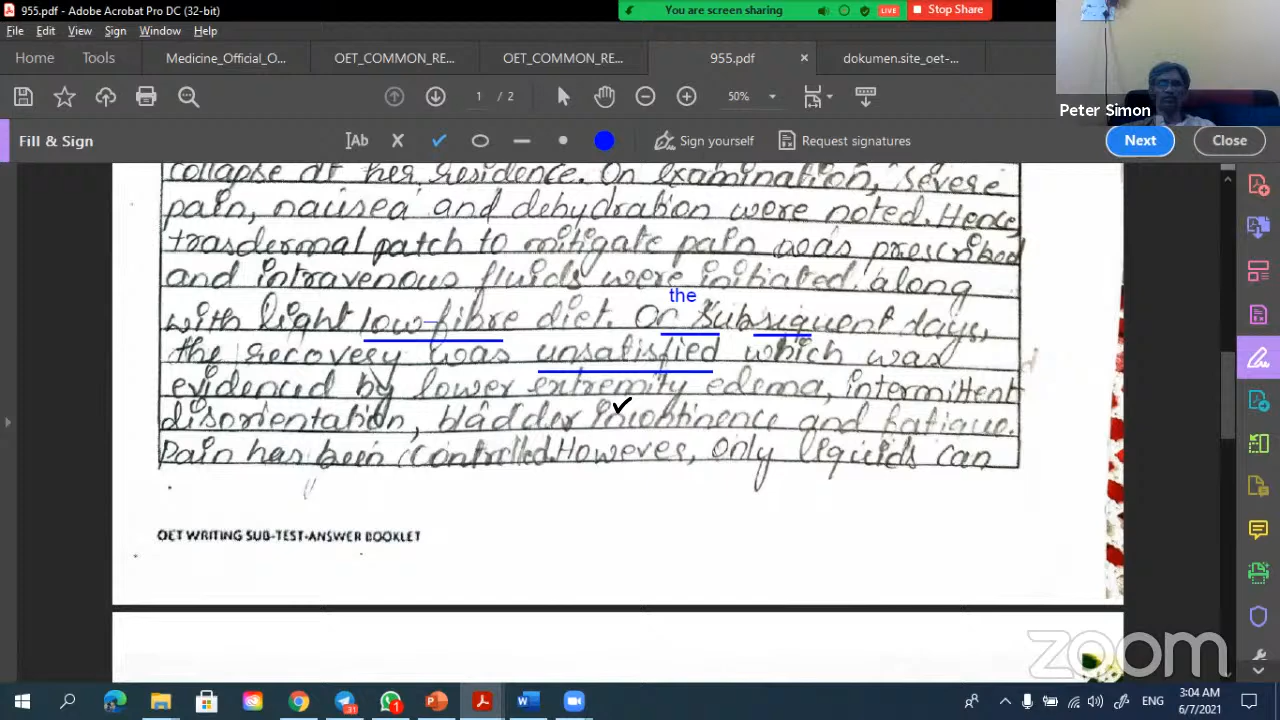 955.pdf - Adobe Acrobat Pro DC (32-bit)
You are screen sharing
LIVE
Stop Share
File Edit View Sign Window Help
Home Tools Medicine_Official_O... OET_COMMON_RE... OET_COMMON_RE... 955.pdf × dokumen.site_oet-...
1 / 2 50%
Peter Simon
Fill & Sign
Ab Sign yourself Request signatures Next Close
collapse at her residence. On examination, severe
pain, nausea and dehydration were noted. Hence,
trasdermal patch to mitigate pain was prescribed
and intravenous fluids were initiated along
the
with light low-fibre diet. On subsiquent days,
the recovery was unsatisfied which was
evidenced by lower extremity edema, intermittent
disorientation, bladder incontinence and fatigue.
Pain has been controlled. However, only liquids can
OET WRITING SUB-TEST-ANSWER BOOKLET
zoom
31
1
ENG
3:04 AM
6/7/2021